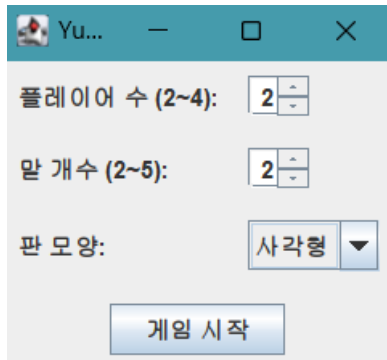 Yu...
플레이어 수 (2~4): 2
말 개수 (2~5): 2
판 모양: 사각형
게임 시작